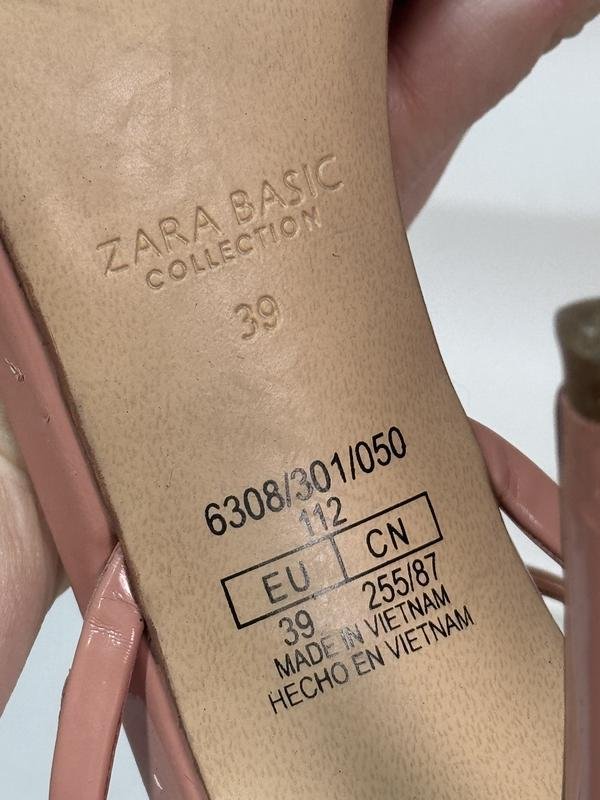 ZARA BASIC
COLLECTION
39
6308/301/050
112
EU CN
39 255/87
MADE IN VIETNAM
HECHO EN VIETNAM